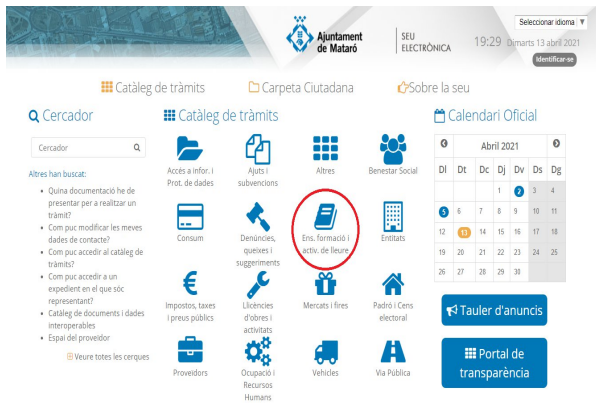 Seleccionar idioma ▼
Ajuntament
de Mataró
SEU
ELECTRÒNICA
19:29 Dimarts 13 abril 2021
Identificar-se
Catàleg de tràmits
Carpeta Ciutadana
Sobre la seu
Cercador
Cercador
Altres han buscat:
Quina documentació he de
presentar per a realitzar un
tràmit?
Com puc modificar les meves
dades de contacte?
Com puc accedir al catàleg de
tràmits?
Com puc accedir a un
expedient en el que sóc
representant?
Catàleg de documents i dades
interoperables
Espai del proveïdor
Veure totes les cerques
Catàleg de tràmits
Accés a infor. i
Prot. de dades
Ajuts i
subvencions
Altres
Benestar Social
Consum
Denúncies,
queixes i
suggeriments
Ens. formació i
activ. de lleure
Entitats
Impostos, taxes
i preus públics
Llicències
d'obres i
activitats
Mercats i fires
Padró i Cens
electoral
Proveïdors
Ocupació i
Recursos
Humans
Vehicles
Via Pública
Calendari Oficial
Abril 2021
Dl Dt Dc Dj Dv Ds Dg
1 2 3 4
5 6 7 8 9 10 11
12 13 14 15 16 17 18
19 20 21 22 23 24 25
26 27 28 29 30
Tauler d'anuncis
Portal de
transparència